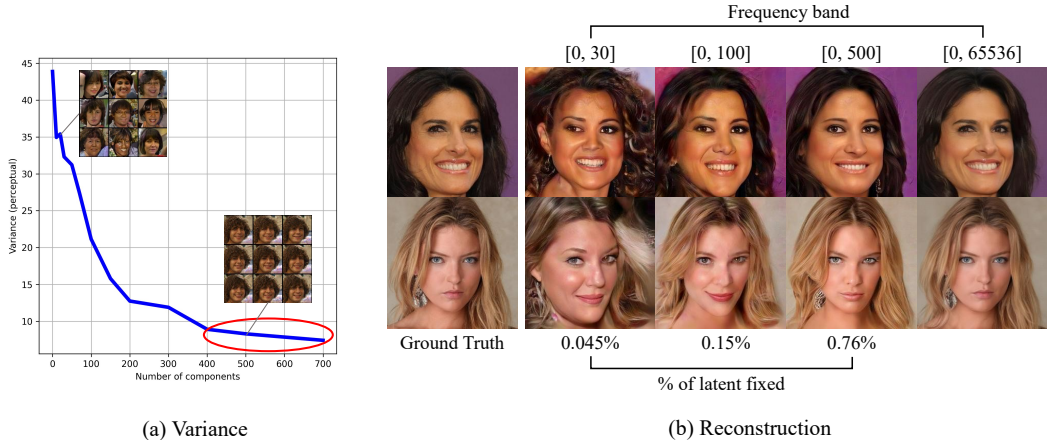 Frequency band
[0, 30] [0, 100] [0, 500] [0, 65536]
45
40
35
30
25
20
15
10
Variance (perceptual)
0 100 200 300 400 500 600 700
Number of components
Ground Truth 0.045% 0.15% 0.76%
% of latent fixed
(a) Variance (b) Reconstruction